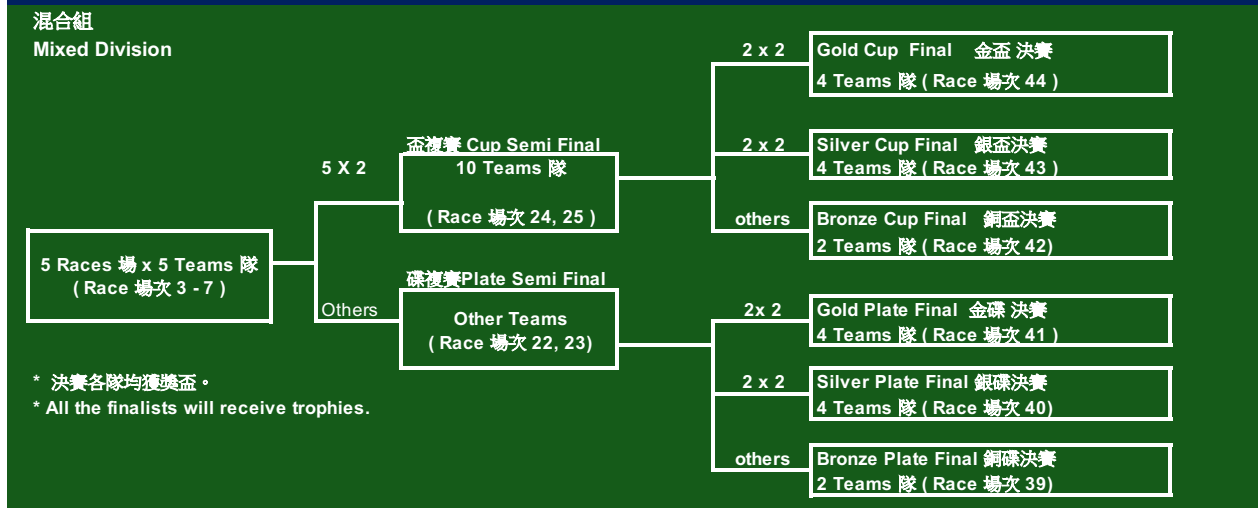 混合組
Mixed Division
5 Races 場 x 5 Teams 隊
( Race 場次 3 - 7 )
5 X 2
盃複賽 Cup Semi Final
10 Teams 隊
( Race 場次 24, 25 )
Others
碟複賽Plate Semi Final
Other Teams
( Race 場次 22, 23)
2 x 2
Gold Cup Final 金盃 決賽
4 Teams 隊 ( Race 場次 44 )
2 x 2
Silver Cup Final 銀盃決賽
4 Teams 隊 ( Race 場次 43 )
others
Bronze Cup Final 銅盃決賽
2 Teams 隊 ( Race 場次 42)
2x 2
Gold Plate Final 金碟 決賽
4 Teams 隊 ( Race 場次 41 )
2 x 2
Silver Plate Final 銀碟決賽
4 Teams 隊 ( Race 場次 40)
others
Bronze Plate Final 銅碟決賽
2 Teams 隊 ( Race 場次 39)
* 決賽各隊均獲獎盃。
* All the finalists will receive trophies.